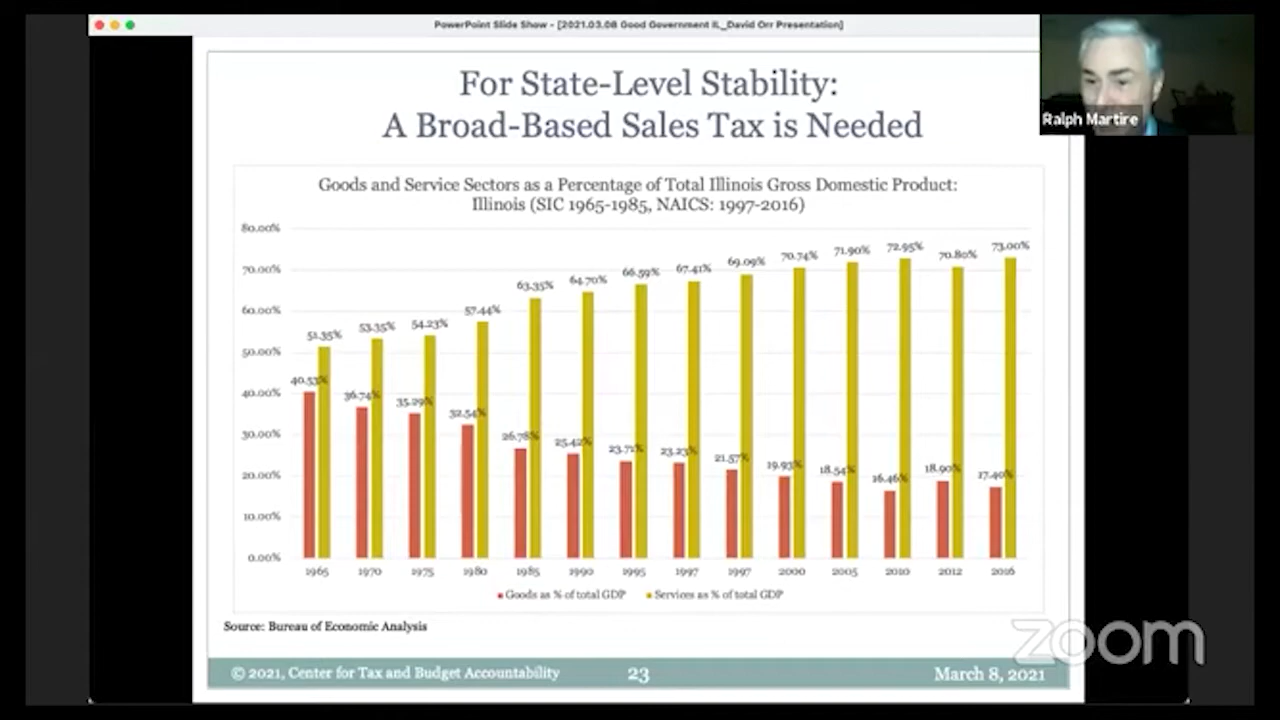 PowerPoint Slide Show - [2021.03.08 Good Government IL_David Orr Presentation]
Ralph Martire
For State-Level Stability:
A Broad-Based Sales Tax is Needed
Goods and Service Sectors as a Percentage of Total Illinois Gross Domestic Product:
Illinois (SIC 1965-1985, NAICS: 1997-2016)
80.00%
70.00%
60.00%
50.00%
40.00%
30.00%
20.00%
10.00%
0.00%
51.35% 53.35% 54.23% 57.44% 63.35% 64.70% 66.59% 67.41% 69.09% 70.74% 71.90% 72.95% 70.80% 73.00%
40.53% 36.74% 35.29% 32.54% 26.78% 25.42% 23.71% 23.23% 21.57% 19.93% 18.54% 16.46% 18.90% 17.40%
1965 1970 1975 1980 1985 1990 1995 1997 1997 2000 2005 2010 2012 2016
Goods as % of total GDP Services as % of total GDP
Source: Bureau of Economic Analysis
zoom
© 2021, Center for Tax and Budget Accountability 23 March 8, 2021